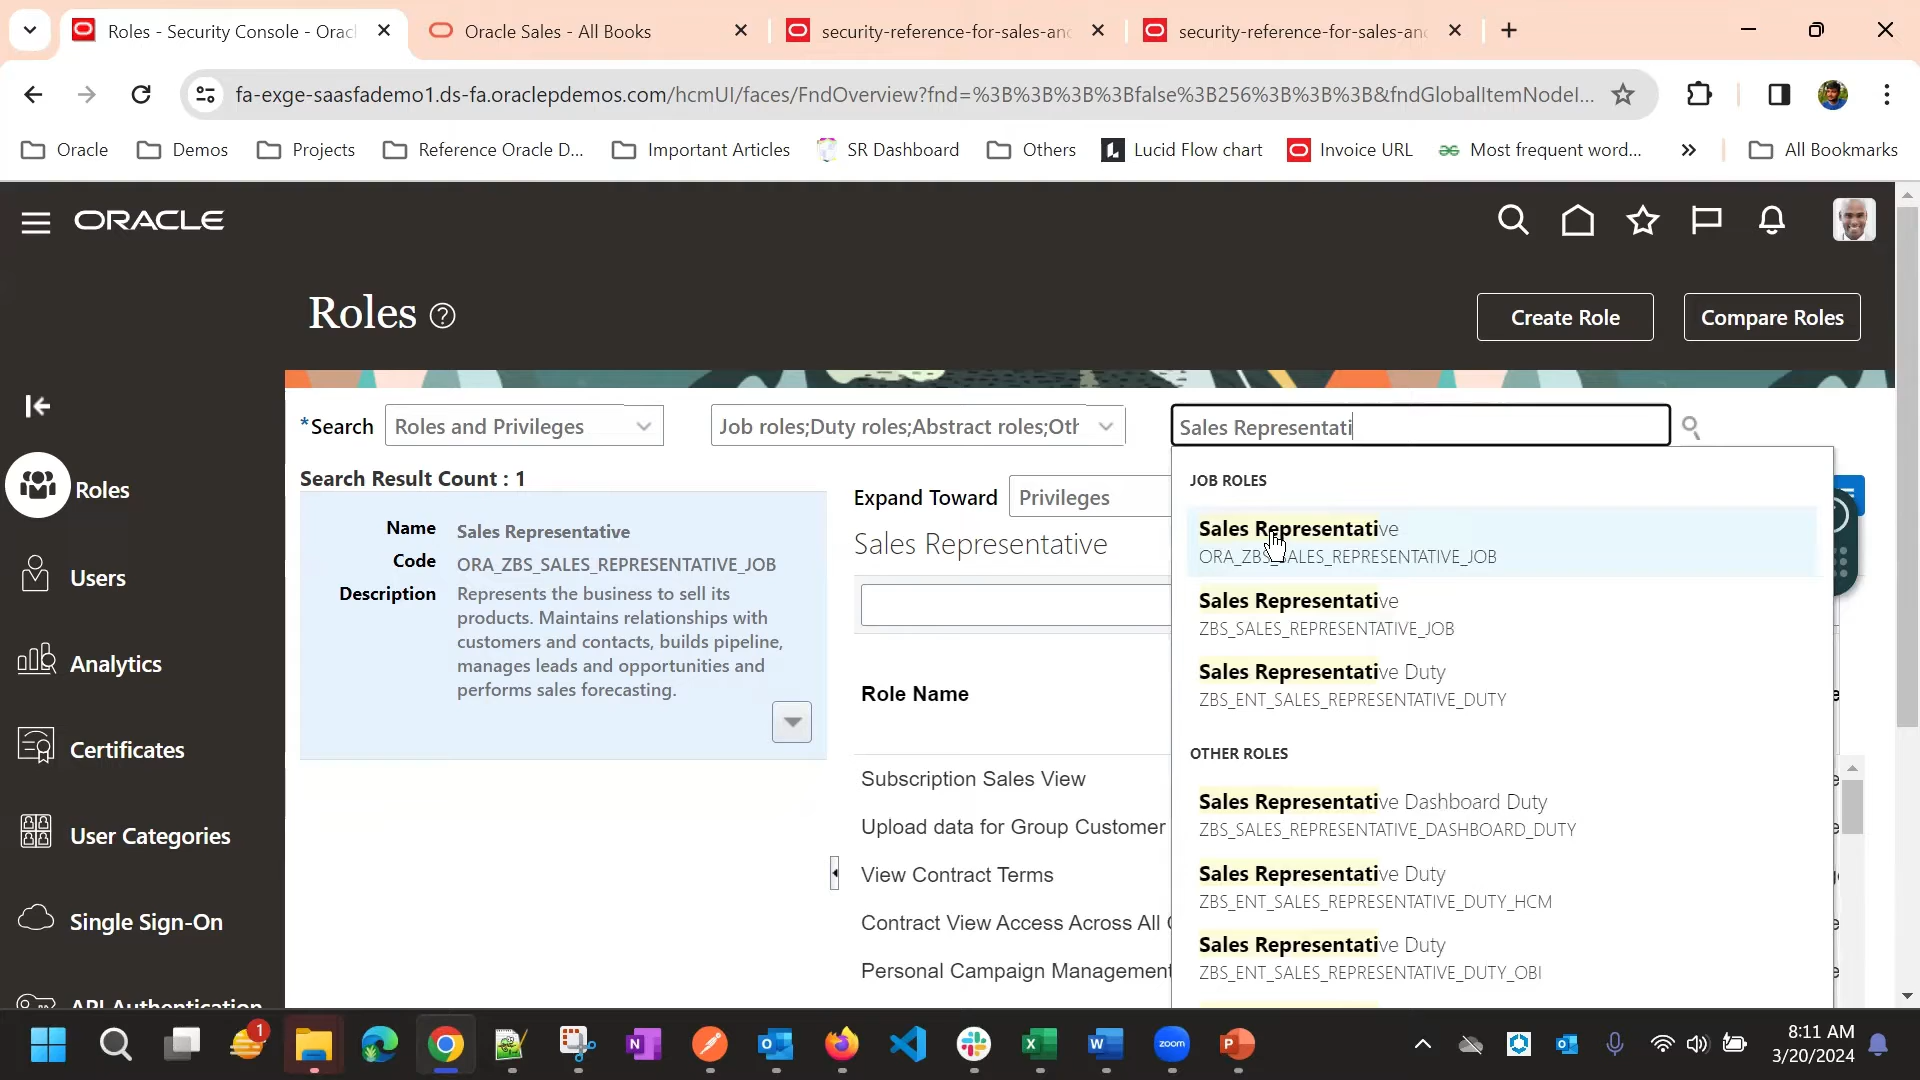 Roles - Security Console - Orac
Oracle Sales - All Books
security-reference-for-sales-and
security-reference-for-sales-and
fa-exge-saasfademo1.ds-fa.oraclepdemos.com/hcmUI/faces/FndOverview?fnd=%3B%3B%3B%3Bfalse%3B256%3B%3B%3B&fndGlobalItemNodeI...
Oracle
Demos
Projects
Reference Oracle D...
Important Articles
SR Dashboard
Others
Lucid Flow chart
Invoice URL
Most frequent word...
»
All Bookmarks
ORACLE
Roles
Create Role
Compare Roles
*Search
Roles and Privileges
Job roles;Duty roles;Abstract roles;Oth
Sales Representati
Search Result Count : 1
Name Sales Representative
Code ORA_ZBS_SALES_REPRESENTATIVE_JOB
Description Represents the business to sell its
products. Maintains relationships with
customers and contacts, builds pipeline,
manages leads and opportunities and
performs sales forecasting.
Expand Toward Privileges
Sales Representative
Role Name
Subscription Sales View
Upload data for Group Customer
View Contract Terms
Contract View Access Across All
Personal Campaign Management
JOB ROLES
Sales Representative
ORA_ZBS_SALES_REPRESENTATIVE_JOB
Sales Representative
ZBS_SALES_REPRESENTATIVE_JOB
Sales Representative Duty
ZBS_ENT_SALES_REPRESENTATIVE_DUTY
OTHER ROLES
Sales Representative Dashboard Duty
ZBS_SALES_REPRESENTATIVE_DASHBOARD_DUTY
Sales Representative Duty
ZBS_ENT_SALES_REPRESENTATIVE_DUTY_HCM
Sales Representative Duty
ZBS_ENT_SALES_REPRESENTATIVE_DUTY_OBI
Roles
Users
Analytics
Certificates
User Categories
Single Sign-On
API Authentication
1
zoom
8:11 AM
3/20/2024